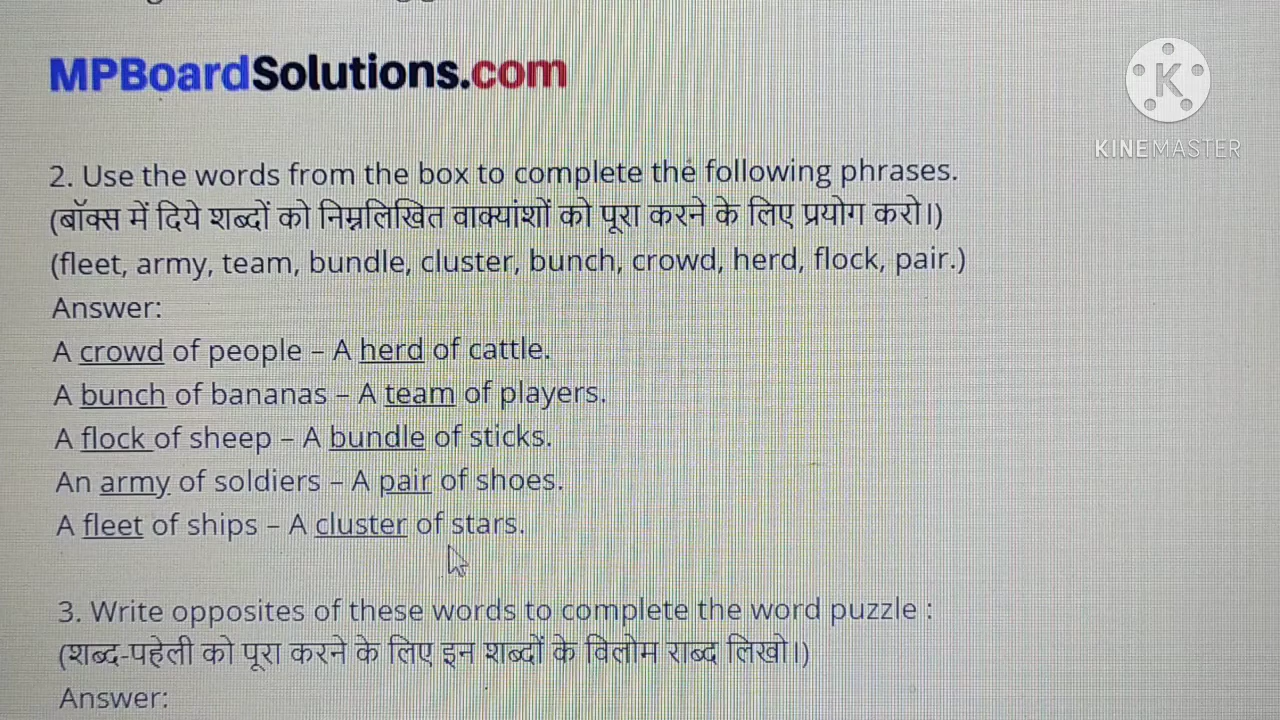 MPBoardSolutions.com
K
KINEMASTER
2. Use the words from the box to complete the following phrases.
(बॉक्स में दिये शब्दों को निम्नलिखित वाक्यांशों को पूरा करने के लिए प्रयोग करो।)
(fleet, army, team, bundle, cluster, bunch, crowd, herd, flock, pair.)
Answer:
A crowd of people – A herd of cattle.
A bunch of bananas – A team of players.
A flock of sheep – A bundle of sticks.
An army of soldiers – A pair of shoes.
A fleet of ships – A cluster of stars.
3. Write opposites of these words to complete the word puzzle :
(शब्द-पहेली को पूरा करने के लिए इन शब्दों के विलोम राब्द लिखो।)
Answer: